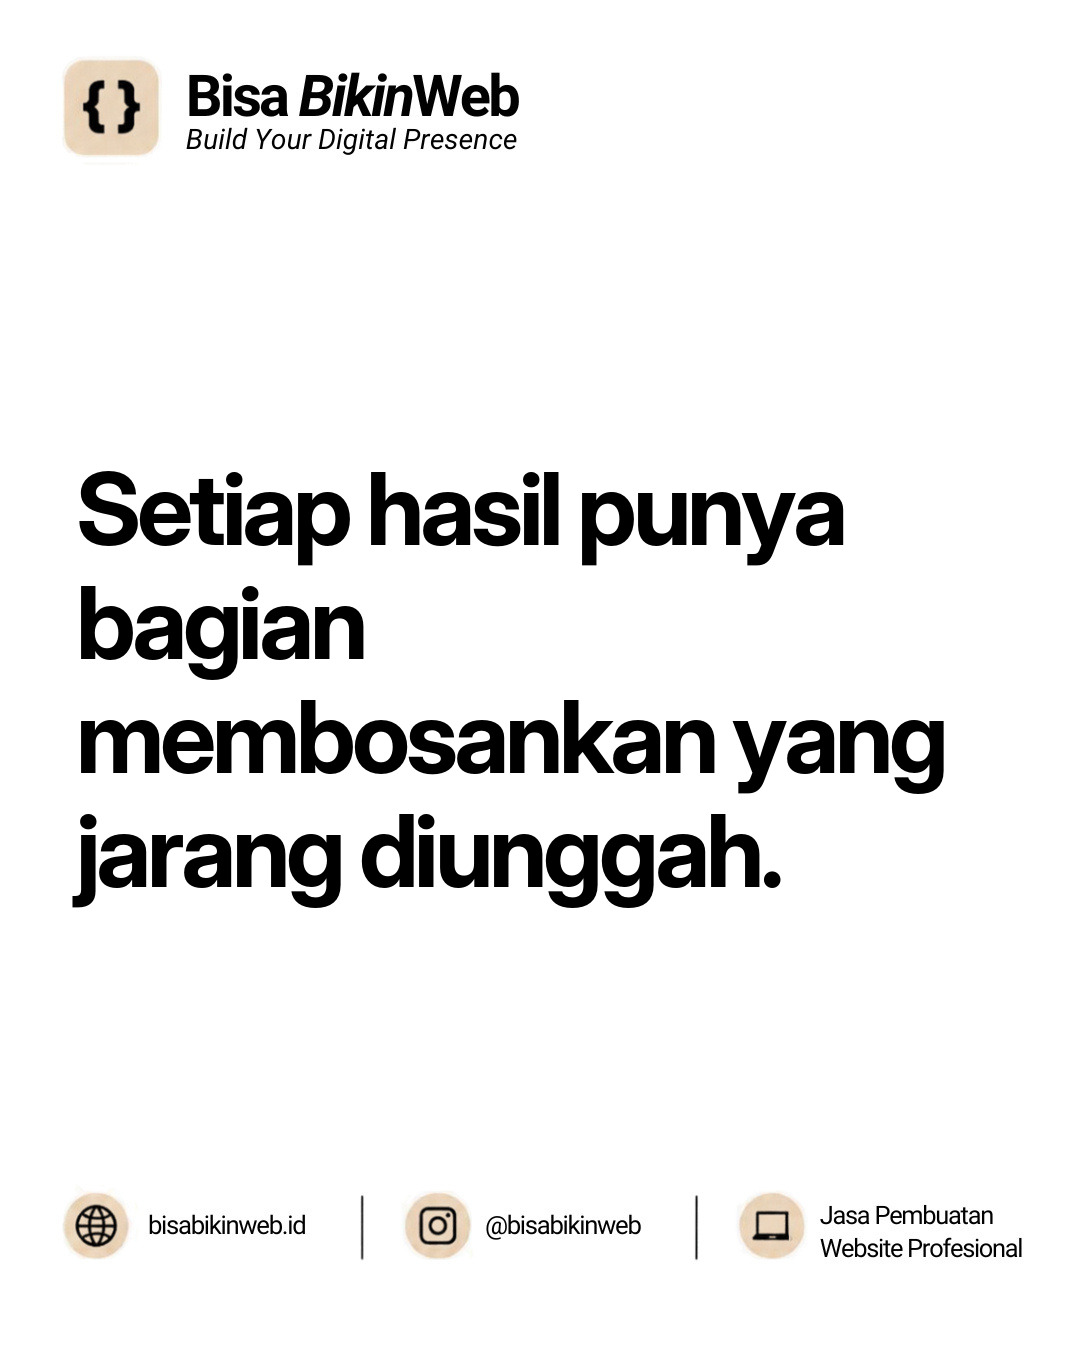 { }
Bisa BikinWeb
Build Your Digital Presence
Setiap hasil punya
bagian
membosankan yang
jarang diunggah.
bisabikinweb.id
@bisabikinweb
Jasa Pembuatan
Website Profesional